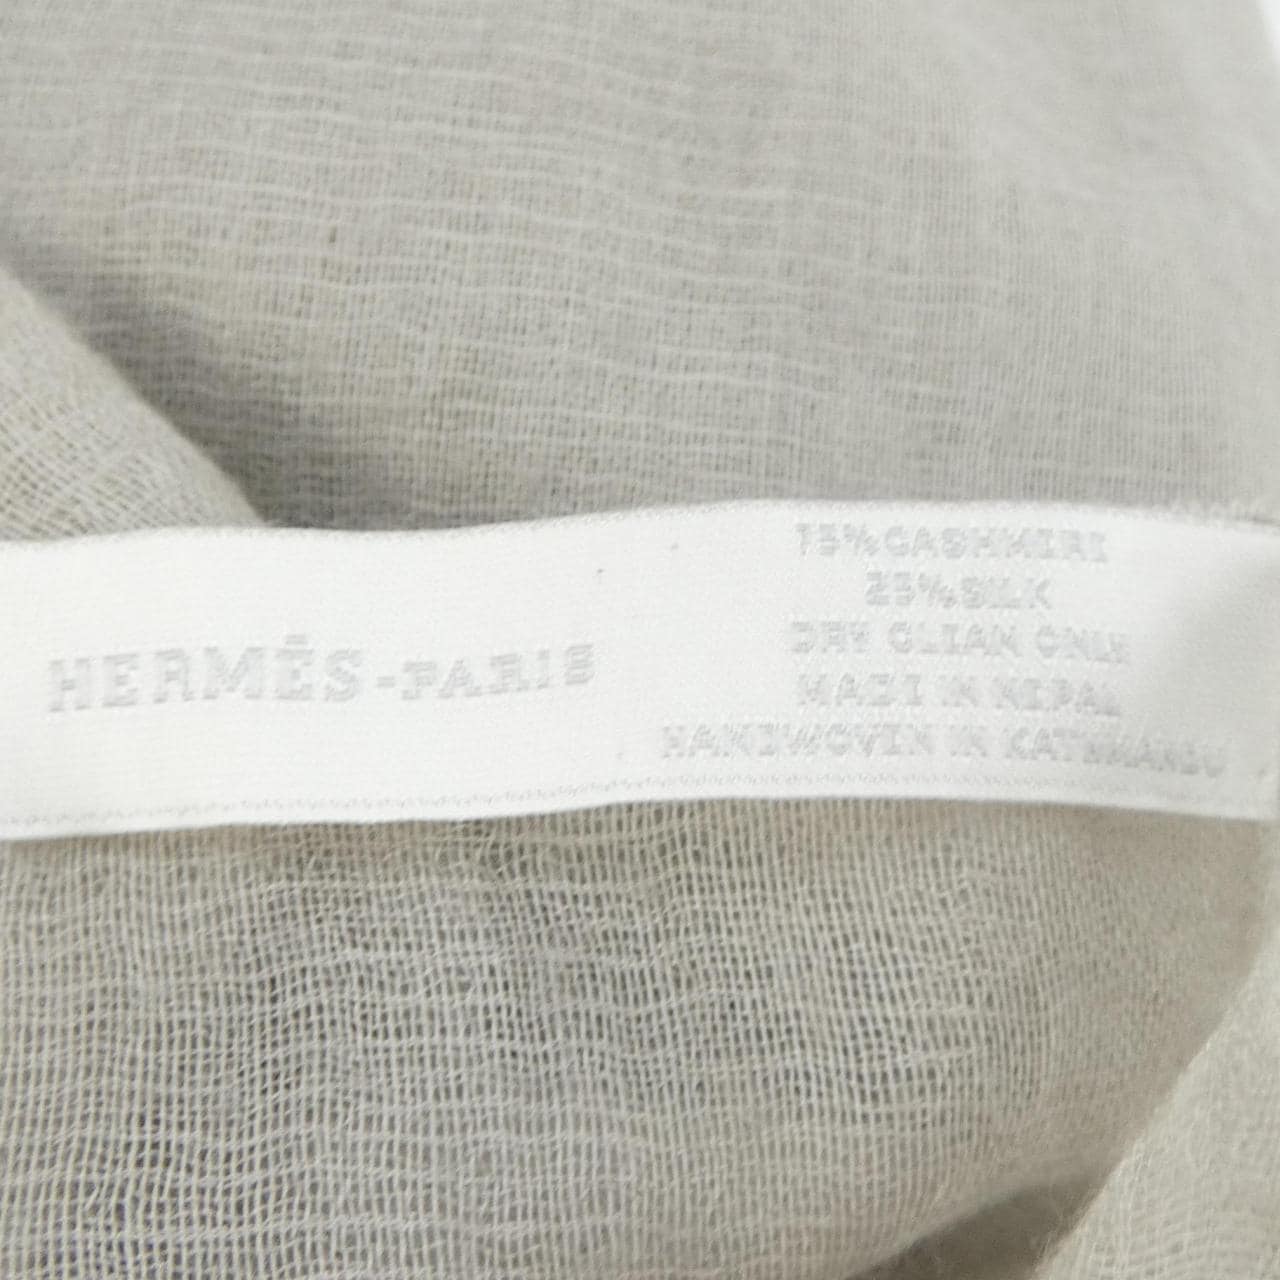 HERMÈS-PARIS
75% CASHMERE
25% SILK
DRY CLEAN ONLY
MADE IN NEPAL
HANDWOVEN IN KATHMANDU